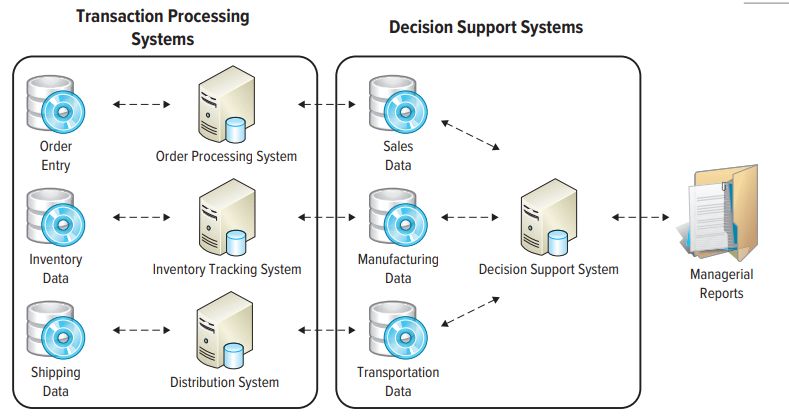 Transaction Processing
Systems
Decision Support Systems
Order
Entry
Order Processing System
Sales
Data
Inventory
Data
Inventory Tracking System
Manufacturing
Data
Decision Support System
Managerial
Reports
Shipping
Data
Distribution System
Transportation
Data